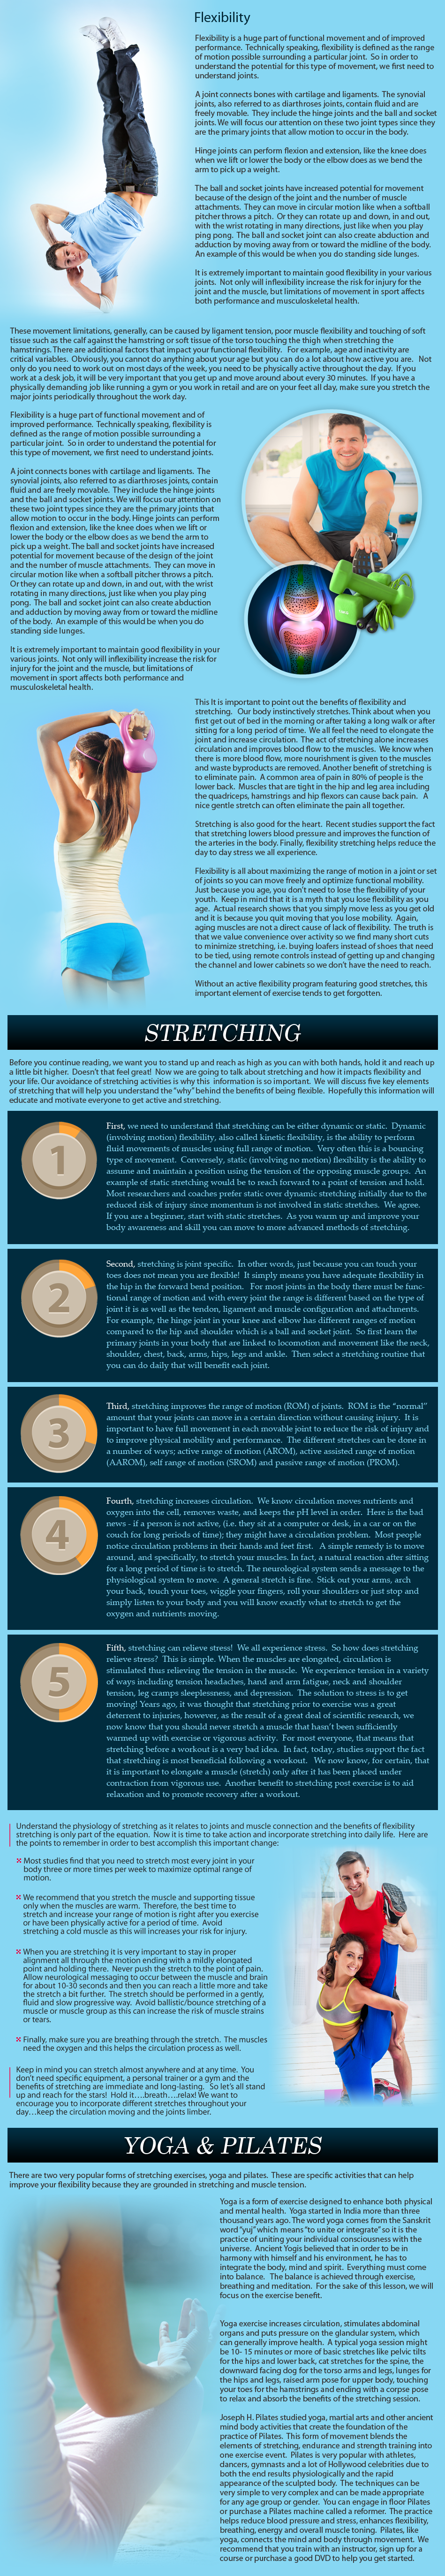 Flexibility
Flexibility is a huge part of functional movement and of improved
performance.  Technically speaking, flexibility is defined as the range
of motion possible surrounding a particular joint.  So in order to
understand the potential for this type of movement, we first need to
understand joints.
A joint connects bones with cartilage and ligaments.  The synovial
joints, also referred to as diarthroses joints, contain fluid and are
freely movable.  They include the hinge joints and the ball and socket
joints. We will focus our attention on these two joint types since they
are the primary joints that allow motion to occur in the body.
Hinge joints can perform flexion and extension, like the knee does
when we lift or lower the body or the elbow does as we bend the
arm to pick up a weight.
The ball and socket joints have increased potential for movement
because of the design of the joint and the number of muscle
attachments.  They can move in circular motion like when a softball
pitcher throws a pitch.  Or they can rotate up and down, in and out,
with the wrist rotating in many directions, just like when you play
ping pong.  The ball and socket joint can also create abduction and
adduction by moving away from or toward the midline of the body.
An example of this would be when you do standing side lunges.
It is extremely important to maintain good flexibility in your various
joints.  Not only will inflexibility increase the risk for injury for the
joint and the muscle, but limitations of movement in sport affects
both performance and musculoskeletal health.
These movement limitations, generally, can be caused by ligament tension, poor muscle flexibility and touching of soft
tissue such as the calf against the hamstring or soft tissue of the torso touching the thigh when stretching the
hamstrings. There are additional factors that impact your functional flexibility.  For example, age and inactivity are
critical variables.  Obviously, you cannot do anything about your age but you can do a lot about how active you are.  Not
only do you need to work out on most days of the week, you need to be physically active throughout the day.  If you
work at a desk job, it will be very important that you get up and move around about every 30 minutes.  If you have a
physically demanding job like running a gym or you work in retail and are on your feet all day, make sure you stretch the
major joints periodically throughout the work day.
Flexibility is a huge part of functional movement and of
improved performance.  Technically speaking, flexibility is
defined as the range of motion possible surrounding a
particular joint.  So in order to understand the potential for
this type of movement, we first need to understand joints.
A joint connects bones with cartilage and ligaments.  The
synovial joints, also referred to as diarthroses joints, contain
fluid and are freely movable.  They include the hinge joints
and the ball and socket joints. We will focus our attention on
these two joint types since they are the primary joints that
allow motion to occur in the body. Hinge joints can perform
flexion and extension, like the knee does when we lift or
lower the body or the elbow does as we bend the arm to
pick up a weight. The ball and socket joints have increased
potential for movement because of the design of the joint
and the number of muscle attachments.  They can move in
circular motion like when a softball pitcher throws a pitch.
Or they can rotate up and down, in and out, with the wrist
rotating in many directions, just like when you play ping
pong.  The ball and socket joint can also create abduction
and adduction by moving away from or toward the midline
of the body.  An example of this would be when you do
standing side lunges.
It is extremely important to maintain good flexibility in your
various joints.  Not only will inflexibility increase the risk for
injury for the joint and the muscle, but limitations of
movement in sport affects both performance and
musculoskeletal health.
This It is important to point out the benefits of flexibility and
stretching.  Our body instinctively stretches. Think about when you
first get out of bed in the morning or after taking a long walk or after
sitting for a long period of time.  We all feel the need to elongate the
joint and increase circulation.  The act of stretching alone increases
circulation and improves blood flow to the muscles.  We know when
there is more blood flow, more nourishment is given to the muscles
and waste byproducts are removed. Another benefit of stretching is
to eliminate pain.  A common area of pain in 80% of people is the
lower back.  Muscles that are tight in the hip and leg area including
the quadriceps, hamstrings and hip flexors can cause back pain.  A
nice gentle stretch can often eliminate the pain all together.
Stretching is also good for the heart.  Recent studies support the fact
that stretching lowers blood pressure and improves the function of
the arteries in the body. Finally, flexibility stretching helps reduce the
day to day stress we all experience.
Flexibility is all about maximizing the range of motion in a joint or set
of joints so you can move freely and optimize functional mobility.
Just because you age, you don't need to lose the flexibility of your
youth.  Keep in mind that it is a myth that you lose flexibility as you
age.  Actual research shows that you simply move less as you get old
and it is because you quit moving that you lose mobility.  Again,
aging muscles are not a direct cause of lack of flexibility.  The truth is
that we value convenience over activity so we find many short cuts
to minimize stretching, i.e. buying loafers instead of shoes that need
to be tied, using remote controls instead of getting up and changing
the channel and lower cabinets so we don't have the need to reach.
Without an active flexibility program featuring good stretches, this
important element of exercise tends to get forgotten.
STRETCHING
Before you continue reading, we want you to stand up and reach as high as you can with both hands, hold it and reach up
a little bit higher.  Doesn't that feel great!  Now we are going to talk about stretching and how it impacts flexibility and
your life. Our avoidance of stretching activities is why this  information is so important.  We will discuss five key elements
of stretching that will help you understand the "why" behind the benefits of being flexible.  Hopefully this information will
educate and motivate everyone to get active and stretching.
1
First, we need to understand that stretching can be either dynamic or static.  Dynamic
(involving motion) flexibility, also called kinetic flexibility, is the ability to perform
fluid movements of muscles using full range of motion.  Very often this is a bouncing
type of movement.  Conversely, static (involving no motion) flexibility is the ability to
assume and maintain a position using the tension of the opposing muscle groups.  An
example of static stretching would be to reach forward to a point of tension and hold.
Most researchers and coaches prefer static over dynamic stretching initially due to the
reduced risk of injury since momentum is not involved in static stretches.  We agree.
If you are a beginner, start with static stretches.  As you warm up and improve your
body awareness and skill you can move to more advanced methods of stretching.
2
Second, stretching is joint specific.  In other words, just because you can touch your
toes does not mean you are flexible!  It simply means you have adequate flexibility in
the hip in the forward bend position.  For most joints in the body there must be func-
tional range of motion and with every joint the range is different based on the type of
joint it is as well as the tendon, ligament and muscle configuration and attachments.
For example, the hinge joint in your knee and elbow has different ranges of motion
compared to the hip and shoulder which is a ball and socket joint.  So first learn the
primary joints in your body that are linked to locomotion and movement like the neck,
shoulder, chest, back, arms, hips, legs and ankle.  Then select a stretching routine that
you can do daily that will benefit each joint.
3
Third, stretching improves the range of motion (ROM) of joints.  ROM is the "normal"
amount that your joints can move in a certain direction without causing injury.  It is
important to have full movement in each movable joint to reduce the risk of injury and
to improve physical mobility and performance.  The different stretches can be done in
a number of ways; active range of motion (AROM), active assisted range of motion
(AAROM), self range of motion (SROM) and passive range of motion (PROM).
4
Fourth, stretching increases circulation.  We know circulation moves nutrients and
oxygen into the cell, removes waste, and keeps the pH level in order.  Here is the bad
news - if a person is not active, (i.e. they sit at a computer or desk, in a car or on the
couch for long periods of time); they might have a circulation problem.  Most people
notice circulation problems in their hands and feet first.   A simple remedy is to move
around, and specifically, to stretch your muscles. In fact, a natural reaction after sitting
for a long period of time is to stretch. The neurological system sends a message to the
physiological system to move.  A general stretch is fine.  Stick out your arms, arch
your back, touch your toes, wiggle your fingers, roll your shoulders or just stop and
simply listen to your body and you will know exactly what to stretch to get the
oxygen and nutrients moving.
5
Fifth, stretching can relieve stress!  We all experience stress.  So how does stretching
relieve stress?  This is simple. When the muscles are elongated, circulation is
stimulated thus relieving the tension in the muscle.  We experience tension in a variety
of ways including tension headaches, hand and arm fatigue, neck and shoulder
tension, leg cramps sleeplessness, and depression.  The solution to stress is to get
moving! Years ago, it was thought that stretching prior to exercise was a great
deterrent to injuries, however, as the result of a great deal of scientific research, we
now know that you should never stretch a muscle that hasn't been sufficiently
warmed up with exercise or vigorous activity.  For most everyone, that means that
stretching before a workout is a very bad idea.  In fact, today, studies support the fact
that stretching is most beneficial following a workout.   We now know, for certain, that
it is important to elongate a muscle (stretch) only after it has been placed under
contraction from vigorous use.  Another benefit to stretching post exercise is to aid
relaxation and to promote recovery after a workout.
Understand the physiology of stretching as it relates to joints and muscle connection and the benefits of flexibility
stretching is only part of the equation.  Now it is time to take action and incorporate stretching into daily life.  Here are
the points to remember in order to best accomplish this important change:
Most studies find that you need to stretch most every joint in your
body three or more times per week to maximize optimal range of
motion.
We recommend that you stretch the muscle and supporting tissue
only when the muscles are warm.  Therefore, the best time to
stretch and increase your range of motion is right after you exercise
or have been physically active for a period of time.  Avoid
stretching a cold muscle as this will increases your risk for injury.
When you are stretching it is very important to stay in proper
alignment all through the motion ending with a mildly elongated
point and holding there.  Never push the stretch to the point of pain.
Allow neurological messaging to occur between the muscle and brain
for about 10-30 seconds and then you can reach a little more and take
the stretch a bit further.  The stretch should be performed in a gently,
fluid and slow progressive way.  Avoid ballistic/bounce stretching of a
muscle or muscle group as this can increase the risk of muscle strains
or tears.
Finally, make sure you are breathing through the stretch.  The muscles
need the oxygen and this helps the circulation process as well.
Keep in mind you can stretch almost anywhere and at any time.  You
don't need specific equipment, a personal trainer or a gym and the
benefits of stretching are immediate and long-lasting.  So let's all stand
up and reach for the stars!  Hold it….breath….relax! We want to
encourage you to incorporate different stretches throughout your
day…keep the circulation moving and the joints limber.
YOGA & PILATES
There are two very popular forms of stretching exercises, yoga and pilates.  These are specific activities that can help
improve your flexibility because they are grounded in stretching and muscle tension.
Yoga is a form of exercise designed to enhance both physical
and mental health.  Yoga started in India more than three
thousand years ago. The word yoga comes from the Sanskrit
word "yuj" which means "to unite or integrate" so it is the
practice of uniting your individual consciousness with the
universe.  Ancient Yogis believed that in order to be in
harmony with himself and his environment, he has to
integrate the body, mind and spirit.  Everything must come
into balance.  The balance is achieved through exercise,
breathing and meditation.  For the sake of this lesson, we will
focus on the exercise benefit.
Yoga exercise increases circulation, stimulates abdominal
organs and puts pressure on the glandular system, which
can generally improve health.  A typical yoga session might
be 10- 15 minutes or more of basic stretches like pelvic tilts
for the hips and lower back, cat stretches for the spine, the
downward facing dog for the torso arms and legs, lunges for
the hips and legs, raised arm pose for upper body, touching
your toes for the hamstrings and ending with a corpse pose
to relax and absorb the benefits of the stretching session.
Joseph H. Pilates studied yoga, martial arts and other ancient
mind body activities that create the foundation of the
practice of Pilates.  This form of movement blends the
elements of stretching, endurance and strength training into
one exercise event.  Pilates is very popular with athletes,
dancers, gymnasts and a lot of Hollywood celebrities due to
both the end results physiologically and the rapid
appearance of the sculpted body.  The techniques can be
very simple to very complex and can be made appropriate
for any age group or gender.  You can engage in floor Pilates
or purchase a Pilates machine called a reformer.  The practice
helps reduce blood pressure and stress, enhances flexibility,
breathing, energy and overall muscle toning.  Pilates, like
yoga, connects the mind and body through movement.  We
recommend that you train with an instructor, sign up for a
course or purchase a good DVD to help you get started.